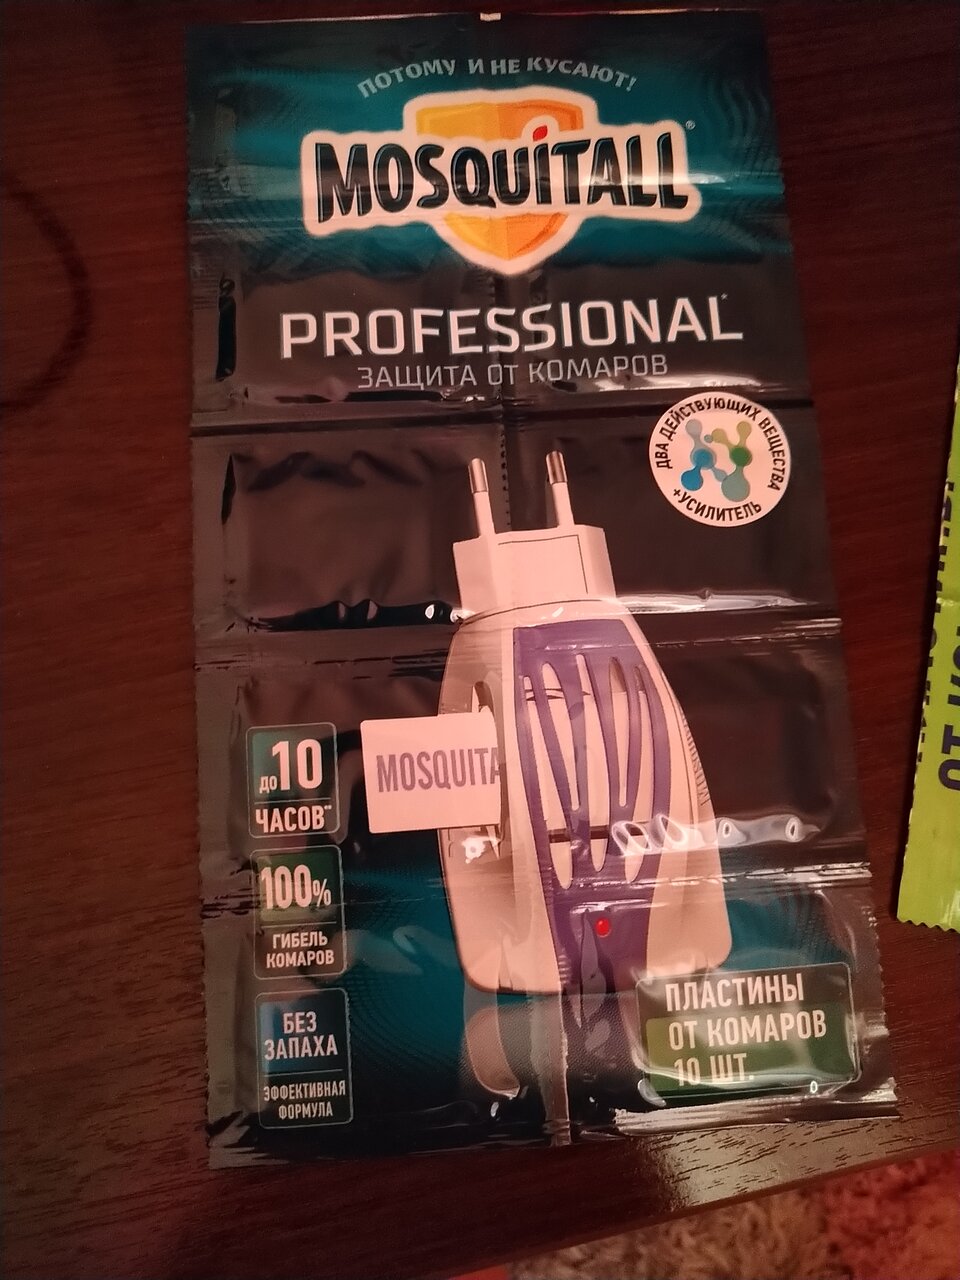 ПОТОМУ И НЕ КУСАЮТ!
MOSQUITALL®
PROFESSIONAL*
ЗАЩИТА ОТ КОМАРОВ
ДВА ДЕЙСТВУЮЩИХ ВЕЩЕСТВА
+УСИЛИТЕЛЬ
MOSQUITA
до 10
ЧАСОВ**
100%
ГИБЕЛЬ
КОМАРОВ
БЕЗ
ЗАПАХА
ЭФФЕКТИВНАЯ
ФОРМУЛА
ПЛАСТИНЫ
ОТ КОМАРОВ
10 ШТ.